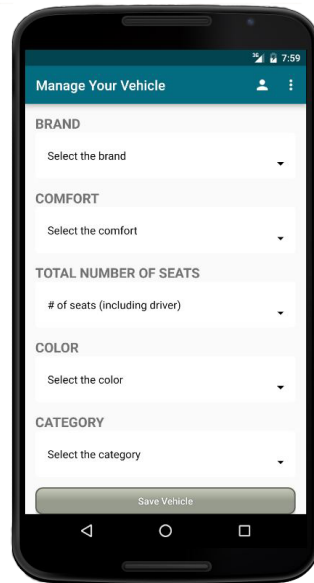 3G 7:59
Manage Your Vehicle
BRAND
Select the brand
COMFORT
Select the comfort
TOTAL NUMBER OF SEATS
# of seats (including driver)
COLOR
Select the color
CATEGORY
Select the category
Save Vehicle